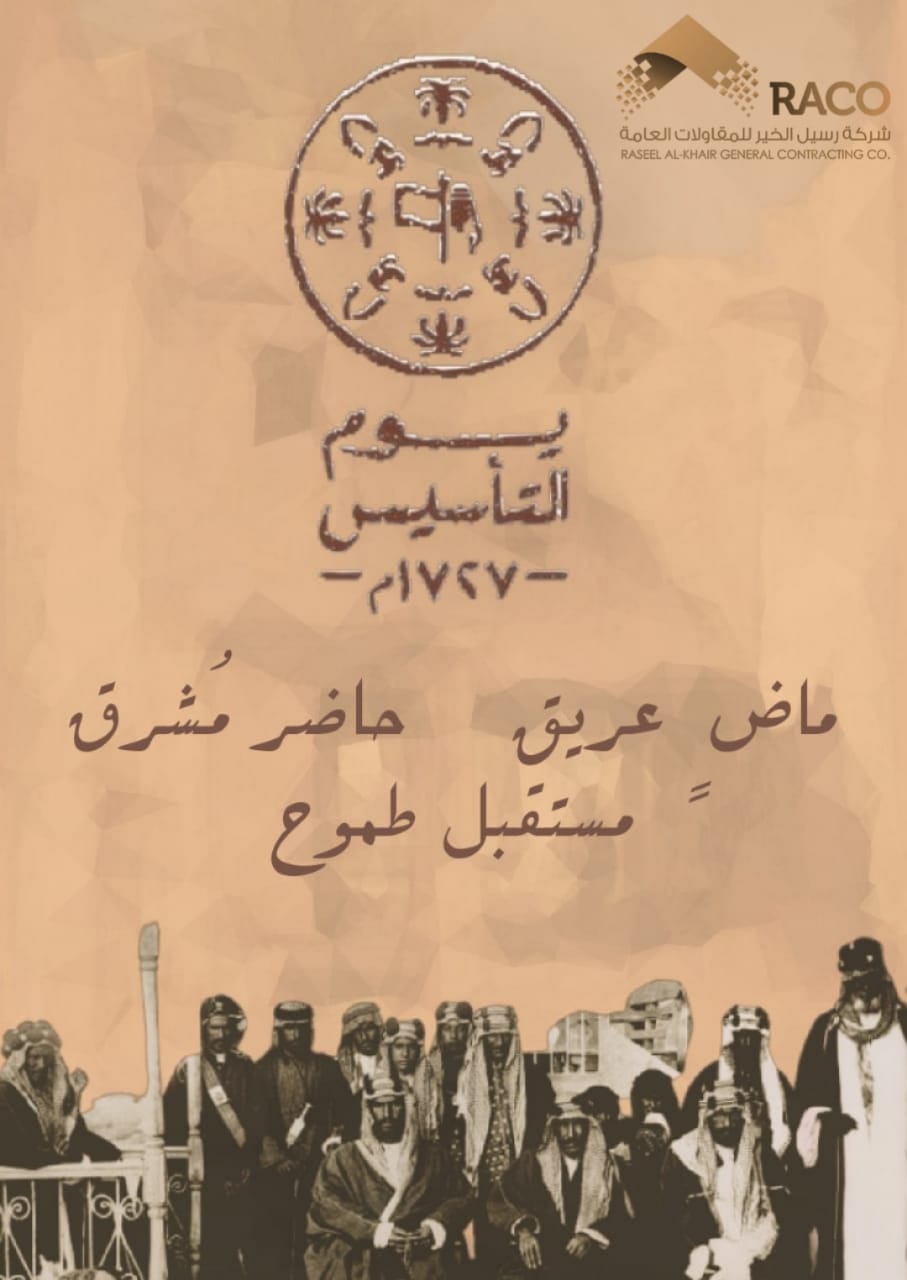 RACO
شركة رسيل الخير للمقاولات العامة
RASEEL AL-KHAIR GENERAL CONTRACTING CO.
يـــوم
التأسيس
-١٧٢٧م-
ماضٍ عريق حاضر مُشرق
مستقبل طموح